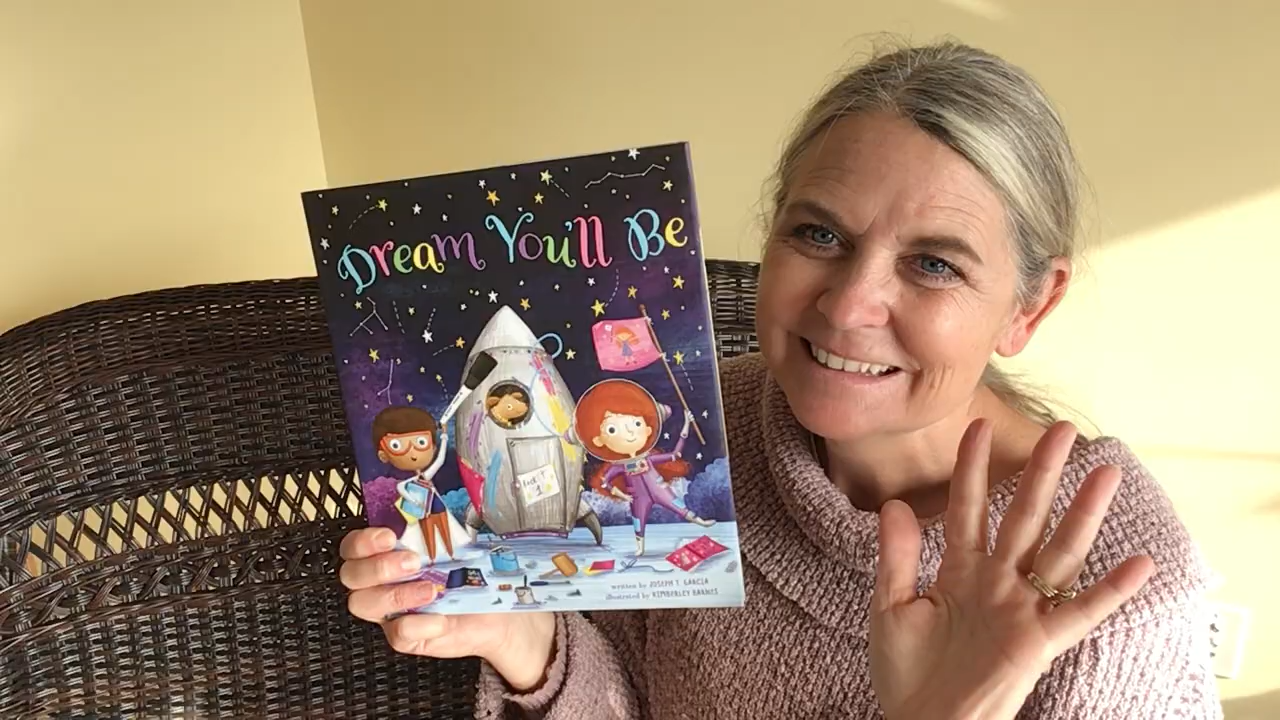 Dream You'll Be
written by JOSEPH T. GARCIA
illustrated by KIMBERLEY BARNES